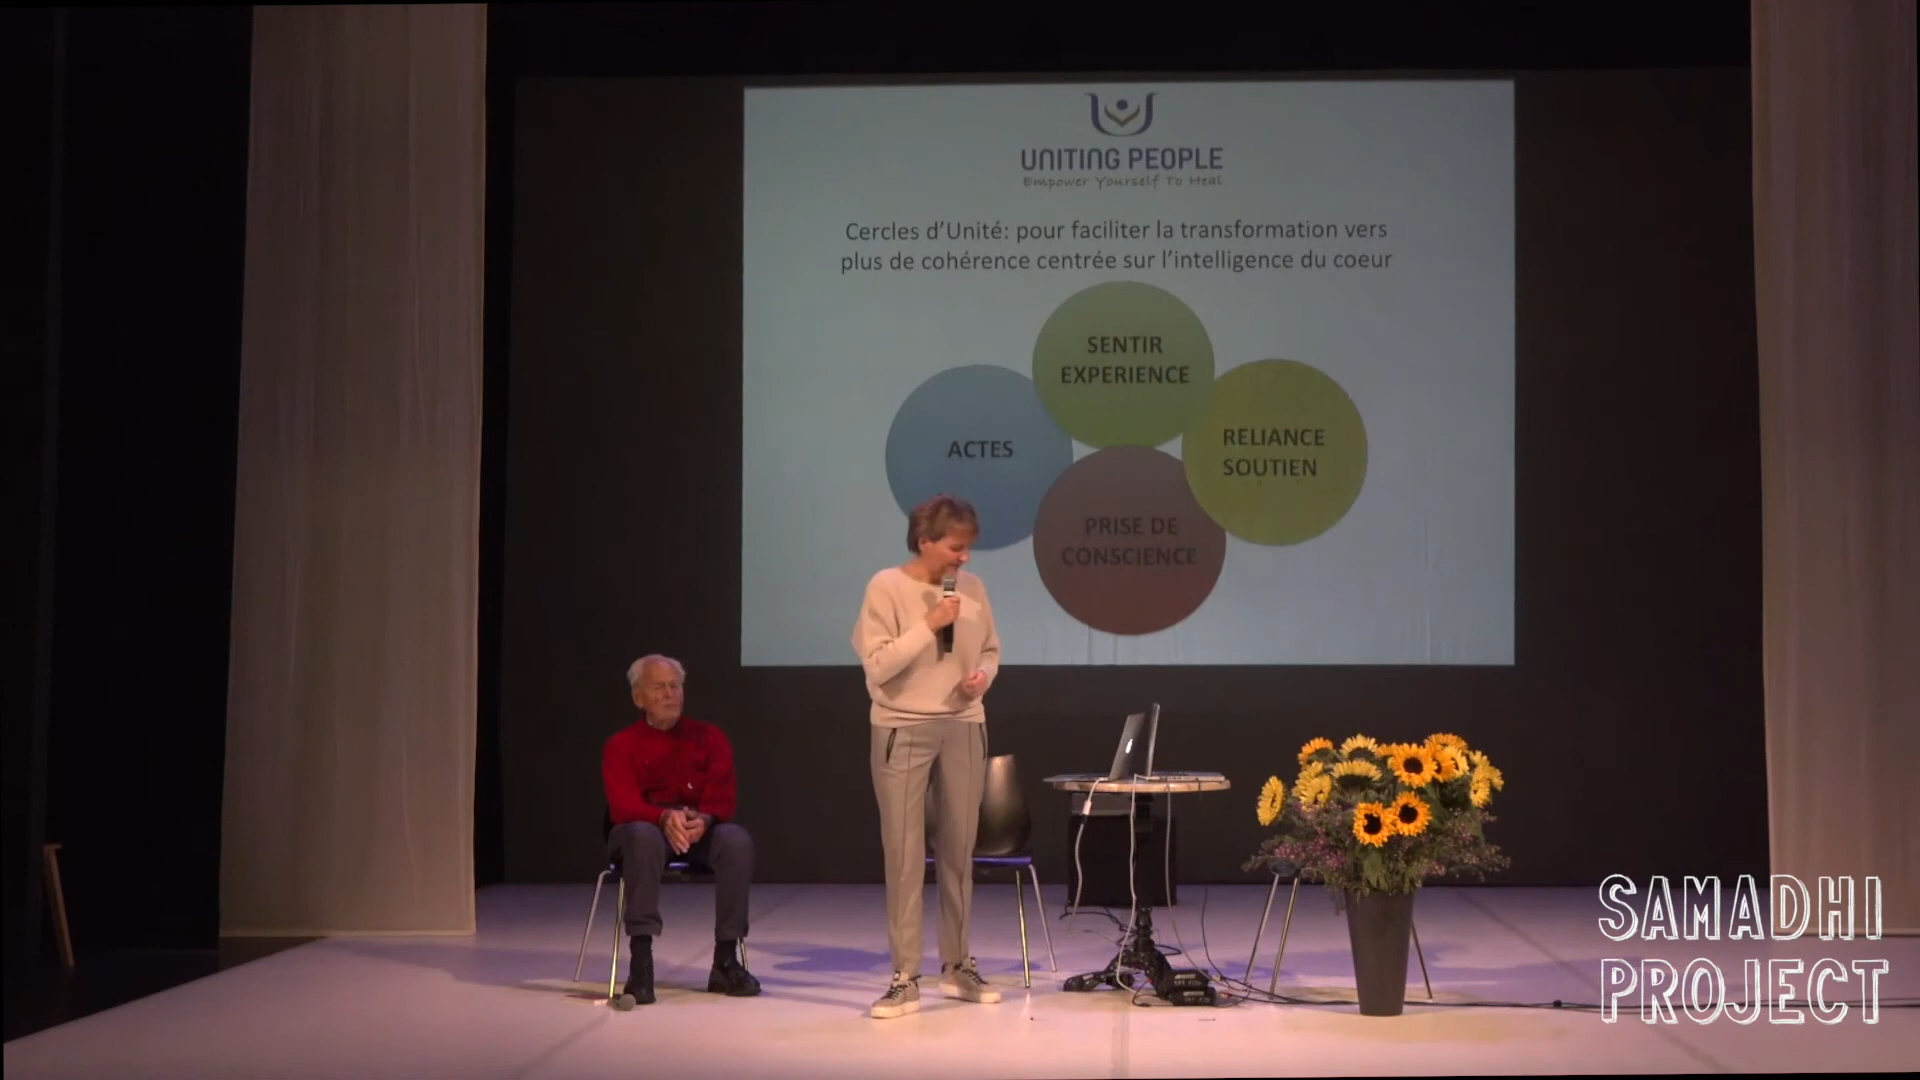 UNITING PEOPLE
Empower Yourself To Heal
Cercles d'Unité: pour faciliter la transformation vers
plus de cohérence centrée sur l'intelligence du coeur
SENTIR
EXPERIENCE
ACTES
RELIANCE
SOUTIEN
PRISE DE
CONSCIENCE
SAMADHI
PROJECT